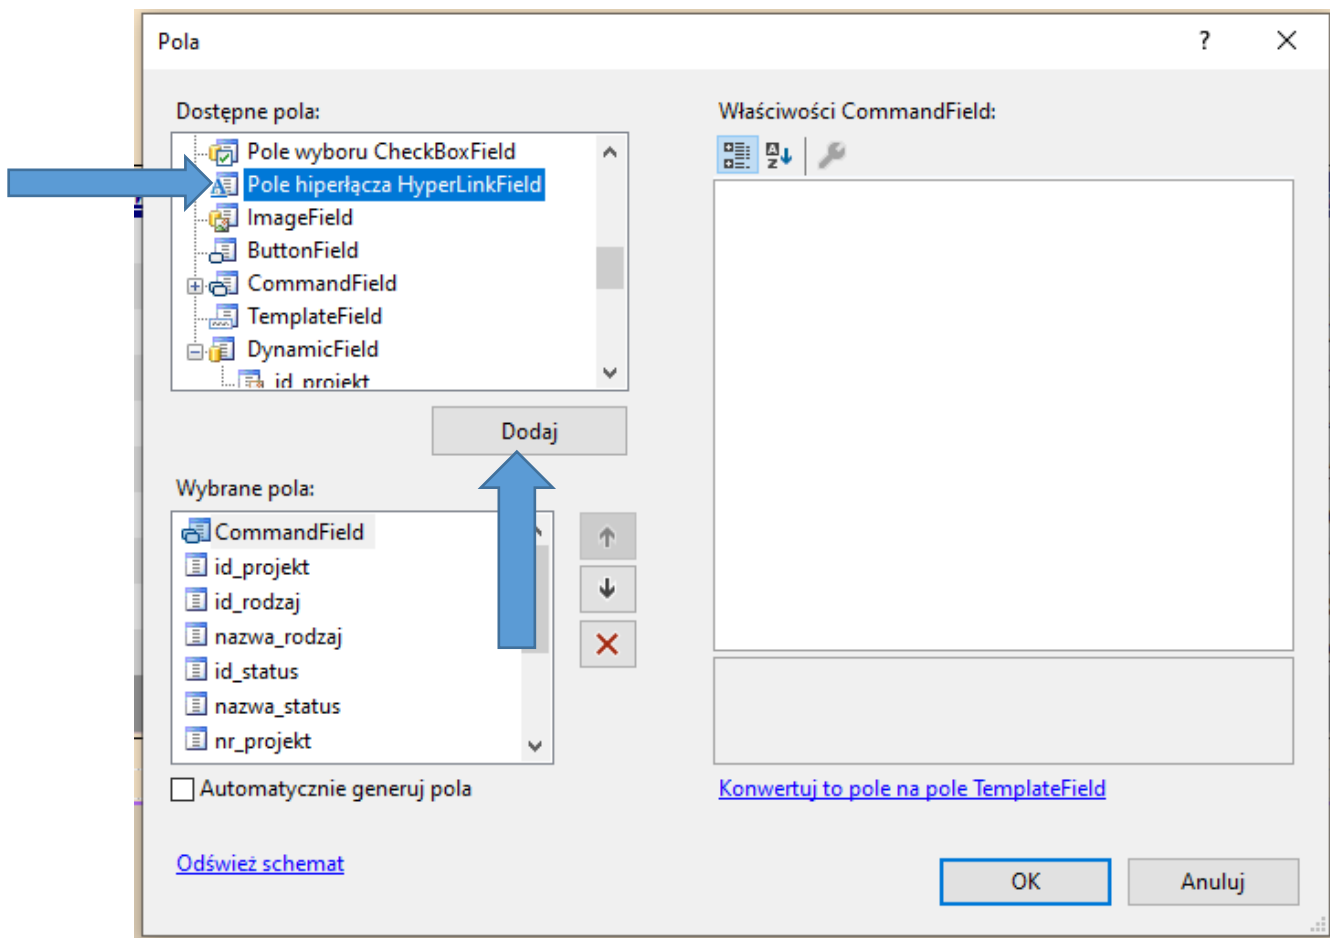 Pola
Dostępne pola:
Pole wyboru CheckBoxField
Pole hiperłącza HyperLinkField
ImageField
ButtonField
CommandField
TemplateField
DynamicField
id_projekt
Dodaj
Wybrane pola:
CommandField
id_projekt
id_rodzaj
nazwa_rodzaj
id_status
nazwa_status
nr_projekt
Automatycznie generuj pola
Odśwież schemat
Właściwości CommandField:
Konwertuj to pole na pole TemplateField
OK
Anuluj